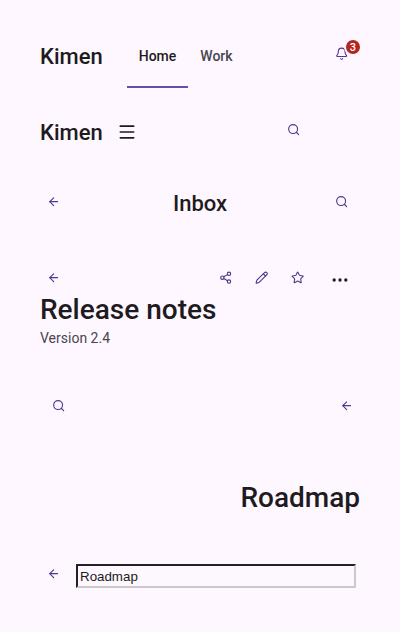 Kimen Home Work 3
Kimen
Inbox
Release notes
Version 2.4
Roadmap
Roadmap